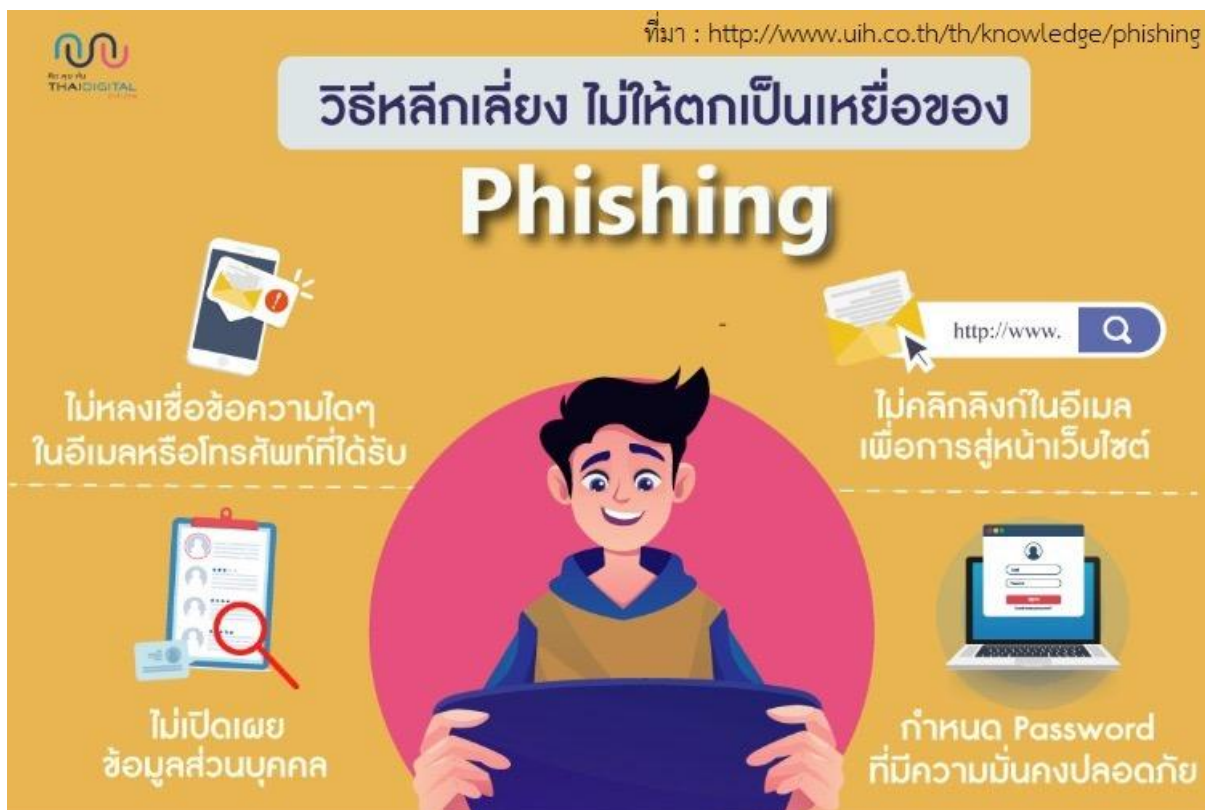 ที่มา : http://www.uih.co.th/th/knowledge/phishing
THAIDIGITAL
วิธีหลีกเลี่ยง ไม่ให้ตกเป็นเหยื่อของ
Phishing
http://www.
ไม่หลงเชื่อข้อความใดๆ
ในอีเมลหรือโทรศัพท์ที่ได้รับ
ไม่คลิกลิงก์ในอีเมล
เพื่อการสู่หน้าเว็บไซต์
ไม่เปิดเผย
ข้อมูลส่วนบุคคล
กำหนด Password
ที่มีความมั่นคงปลอดภัย